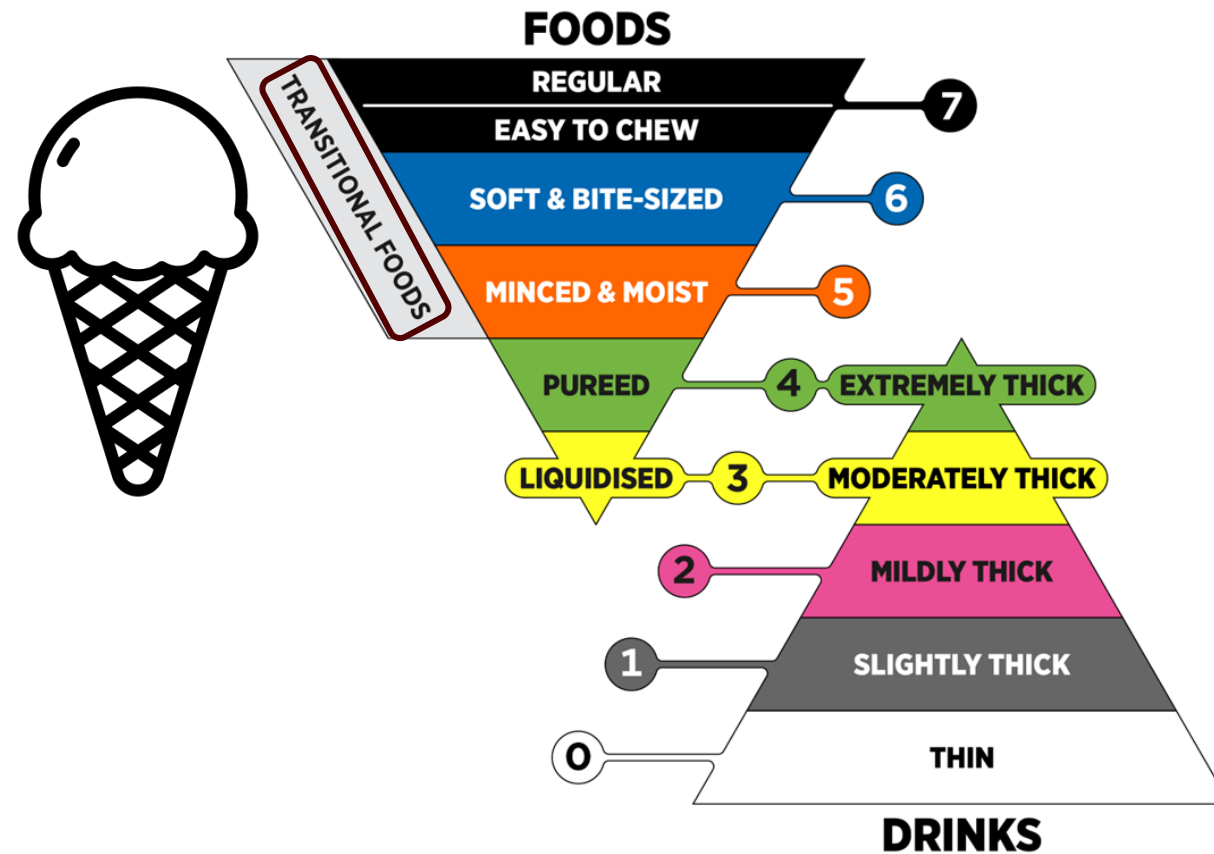 FOODS
TRANSITIONAL FOODS
REGULAR
7
EASY TO CHEW
SOFT & BITE-SIZED
6
MINCED & MOIST
5
PUREED
4
EXTREMELY THICK
LIQUIDISED
3
MODERATELY THICK
2
MILDLY THICK
1
SLIGHTLY THICK
0
THIN
DRINKS